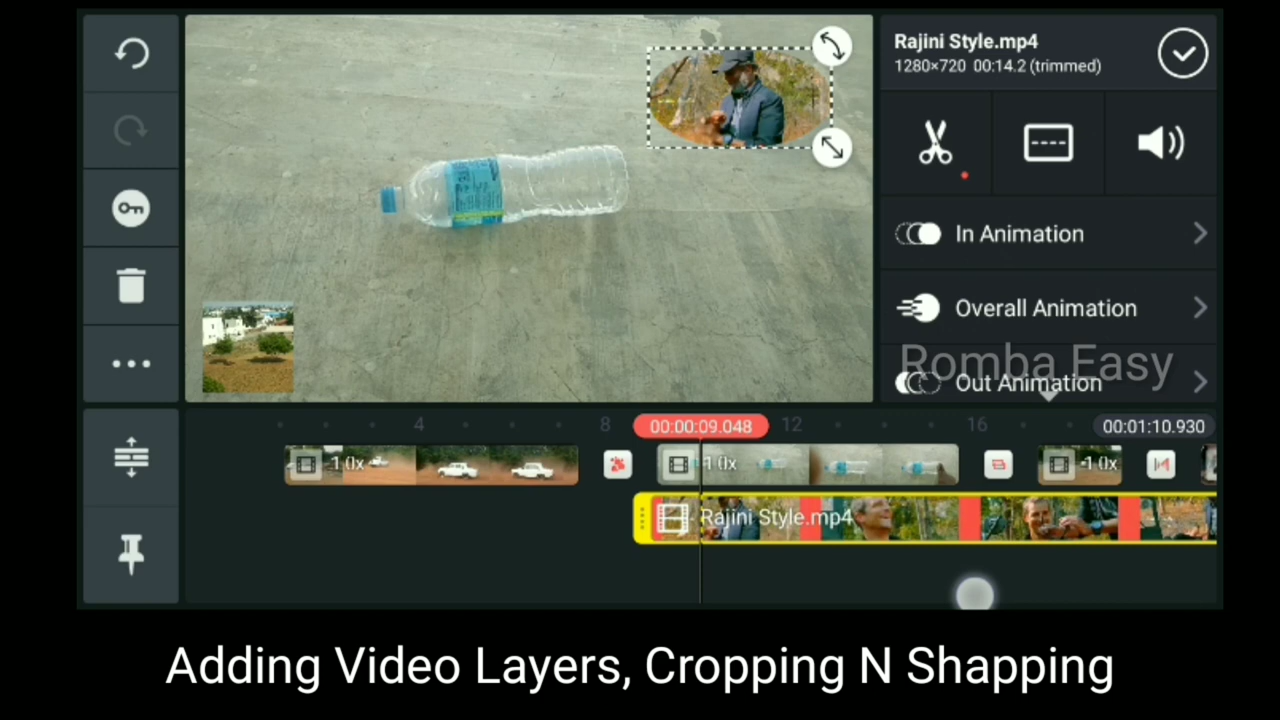 Rajini Style.mp4
1280×720 00:14.2 (trimmed)
In Animation
Overall Animation
Romba Easy
Out Animation
4
8
00:00:09.048
12
16
00:01:10.930
1.0x
1.0x
1.0x
Rajini Style.mp4
Adding Video Layers, Cropping N Shapping